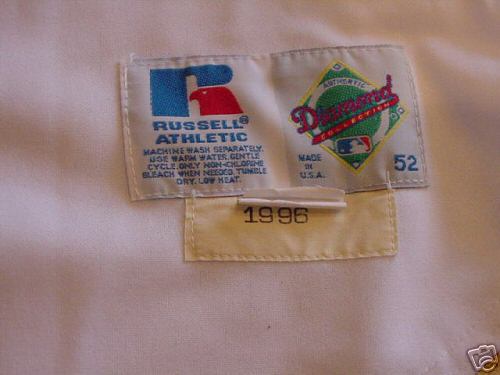 RUSSELL®
ATHLETIC
MACHINE WASH SEPARATELY.
USE WARM WATER, GENTLE
CYCLE. ONLY NON-CHLORINE
BLEACH WHEN NEEDED. TUMBLE
DRY. LOW HEAT.
AUTHENTIC
Diamond
COLLECTION
MADE
IN
U.S.A.
52
1996